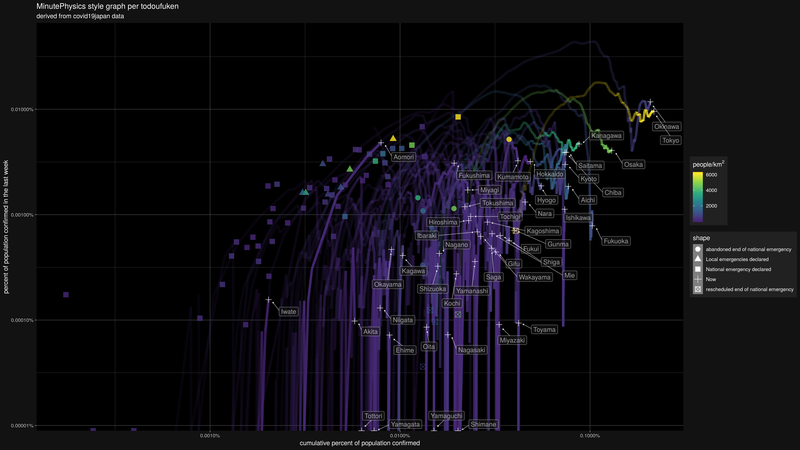 MinutePhysics style graph per todoufuken
derived from covid19japan data
percent of population confirmed in the last week
0.01000%
0.00100%
0.00010%
0.00001%
Okinawa
Tokyo
Kanagawa
Osaka
Saitama
Kyoto
Chiba
Aomori
Fukushima
Kumamoto
Hokkaido
Miyagi
Hyogo
Aichi
Tokushima
Nara
Ishikawa
Hiroshima
Tochigi
Ibaraki
Kagoshima
Fukuoka
Nagano
Fukui
Gunma
Kagawa
Gifu
Shiga
Okayama
Shizuoka
Saga
Wakayama
Mie
Kochi
Yamanashi
Iwate
Niigata
Akita
Toyama
Ehime
Oita
Nagasaki
Miyazaki
Tottori
Yamagata
Yamaguchi
Shimane
0.0010%
0.0100%
0.1000%
cumulative percent of population confirmed
people/km²
6000
4000
2000
shape
abandoned end of national emergency
Local emergencies declared
National emergency declared
Now
rescheduled end of national emergency